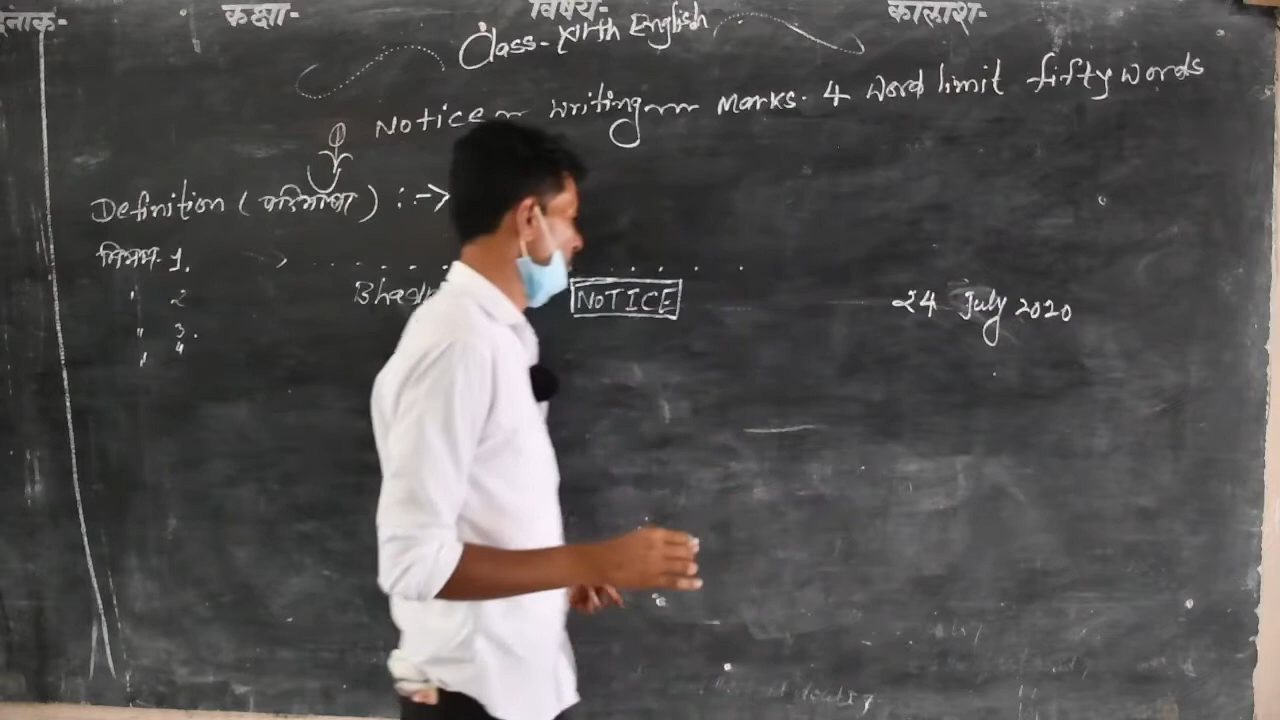 कक्षा- विषय:- कालांश-
Class- XIIth English
Notice writing Marks. 4 Word limit fifty words
Definition (परिभाषा) :->
नियम 1. > . . . . . . . . .
" 2 NOTICE 24 July 2020
" 3.
" 4